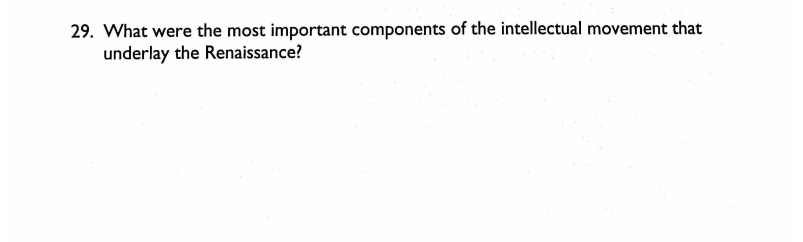 29. What were the most important components of the intellectual movement that
underlay the Renaissance?